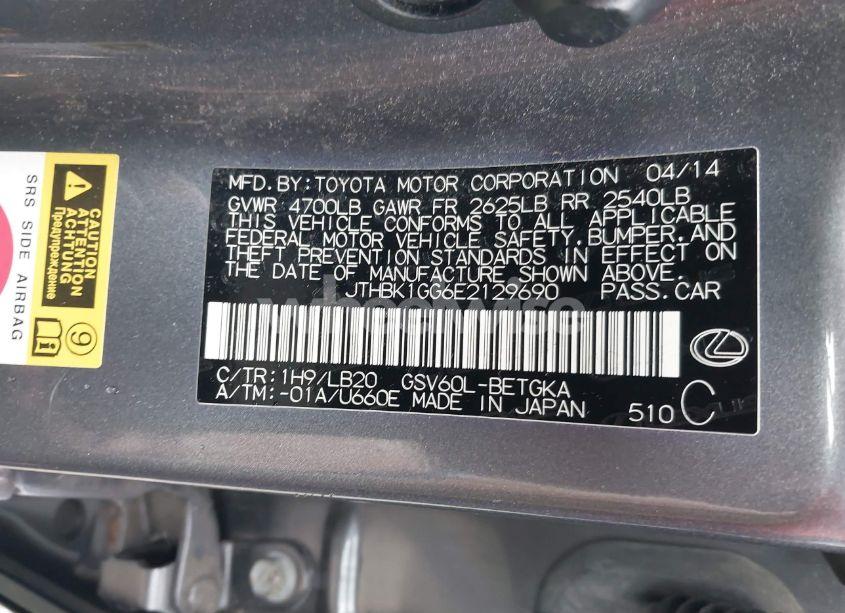 MFD.BY:TOYOTA MOTOR CORPORATION 04/14
GVWR 4700LB GAWR FR 2625LB RR 2540LB
THIS VEHICLE CONFORMS TO ALL APPLICABLE
FEDERAL MOTOR VEHICLE SAFETY,BUMPER,AND
THEFT PREVENTION STANDARDS IN EFFECT ON
THE DATE OF MANUFACTURE SHOWN ABOVE.
JTHBK1GG6E2129690 PASS.CAR
C/TR:1H9/LB20 GSV60L-BETGKA
A/TM:-01A/U660E MADE IN JAPAN 510 C
SRS SIDE AIRBAG
CAUTION
ATTENTION
ACHTUNG
Предупреждение
9
i
wheelwise